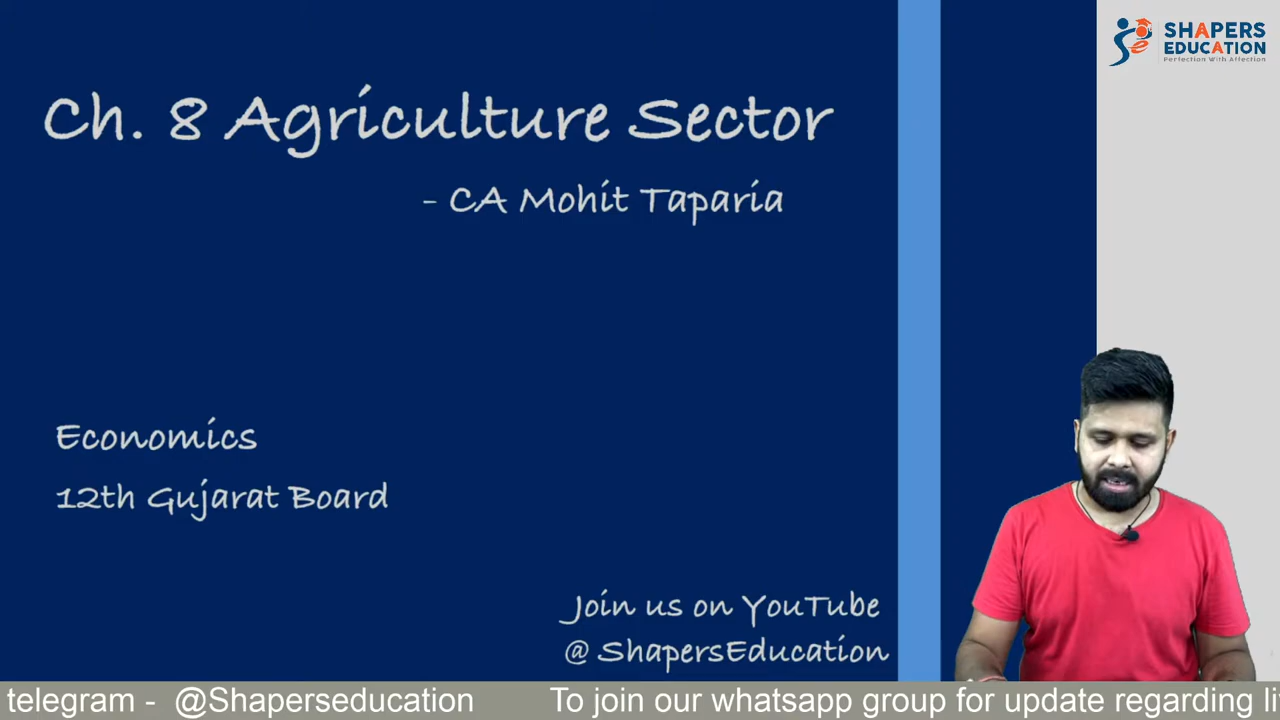 SHAPERS
EDUCATION
Perfection With Affection
Ch. 8 Agriculture Sector
- CA Mohit Taparia
Economics
12th Gujarat Board
Join us on YouTube
@ ShapersEducation
telegram - @Shaperseducation To join our whatsapp group for update regarding li